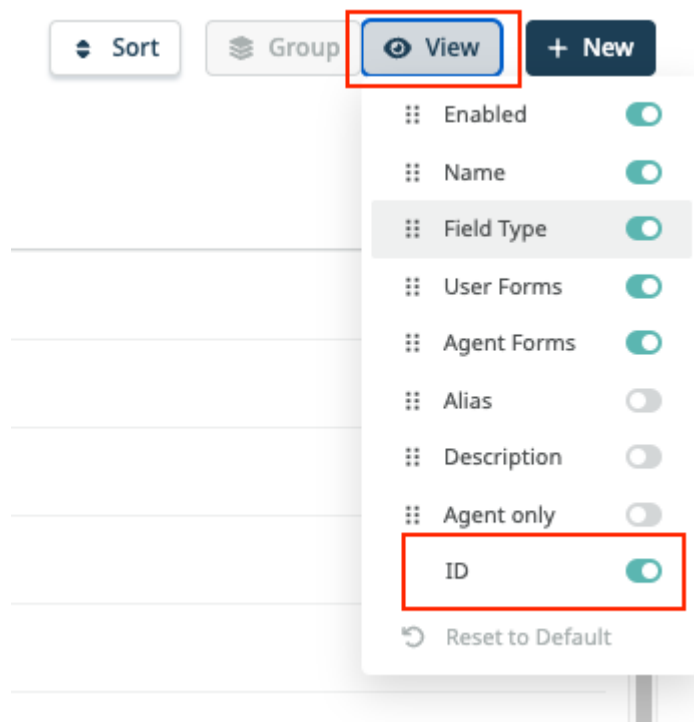 Sort
Group
View
+ New
Enabled
Name
Field Type
User Forms
Agent Forms
Alias
Description
Agent only
ID
Reset to Default